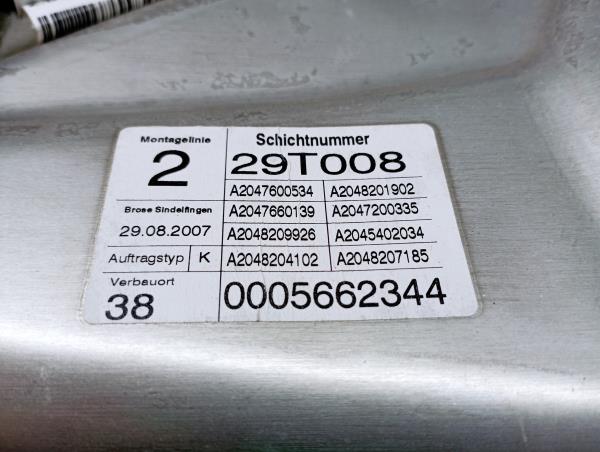 Montagelinie
2
Schichtnummer
29T008
A2047600534 A2048201902
Brose Sindelfingen
A2047660139 A2047200335
29.08.2007
A2048209926 A2045402034
Auftragstyp K
A2048204102 A2048207185
Verbauort
38
0005662344